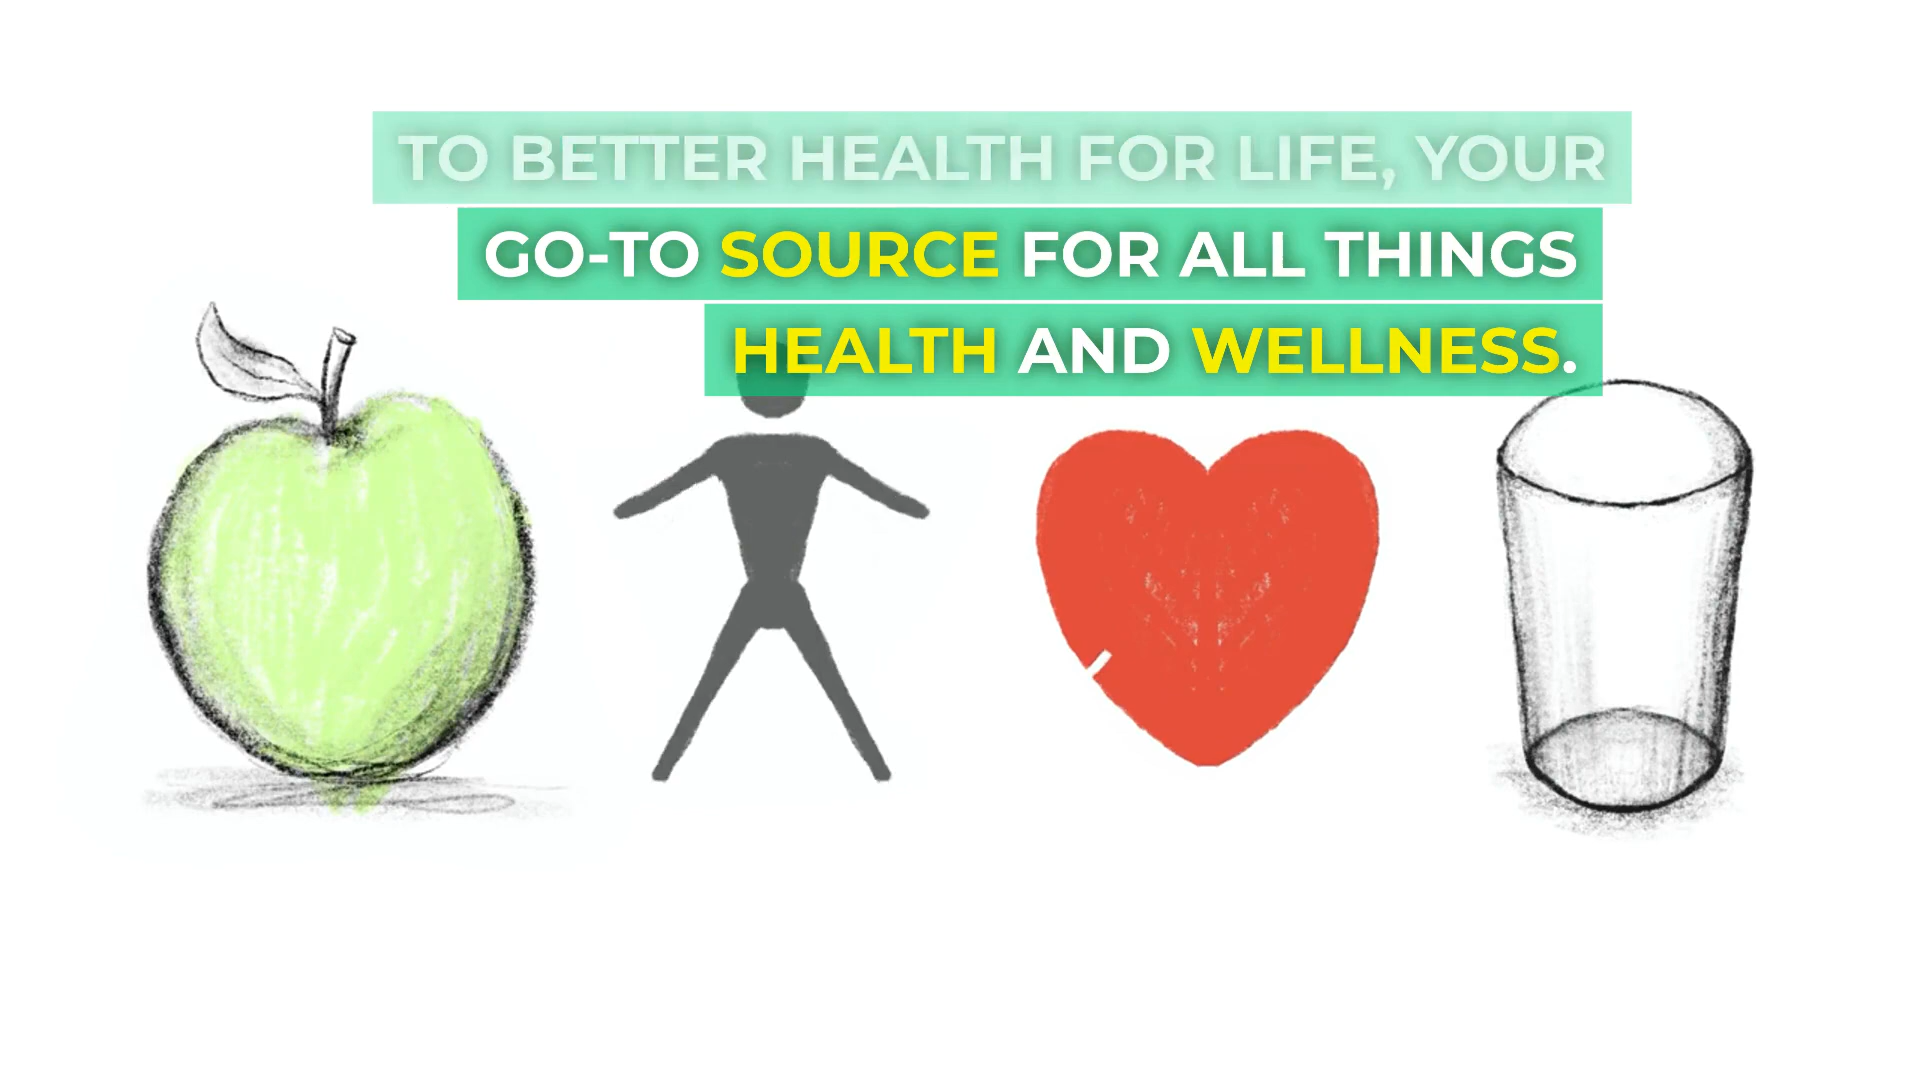 TO BETTER HEALTH FOR LIFE, YOUR
GO-TO SOURCE FOR ALL THINGS
HEALTH AND WELLNESS.